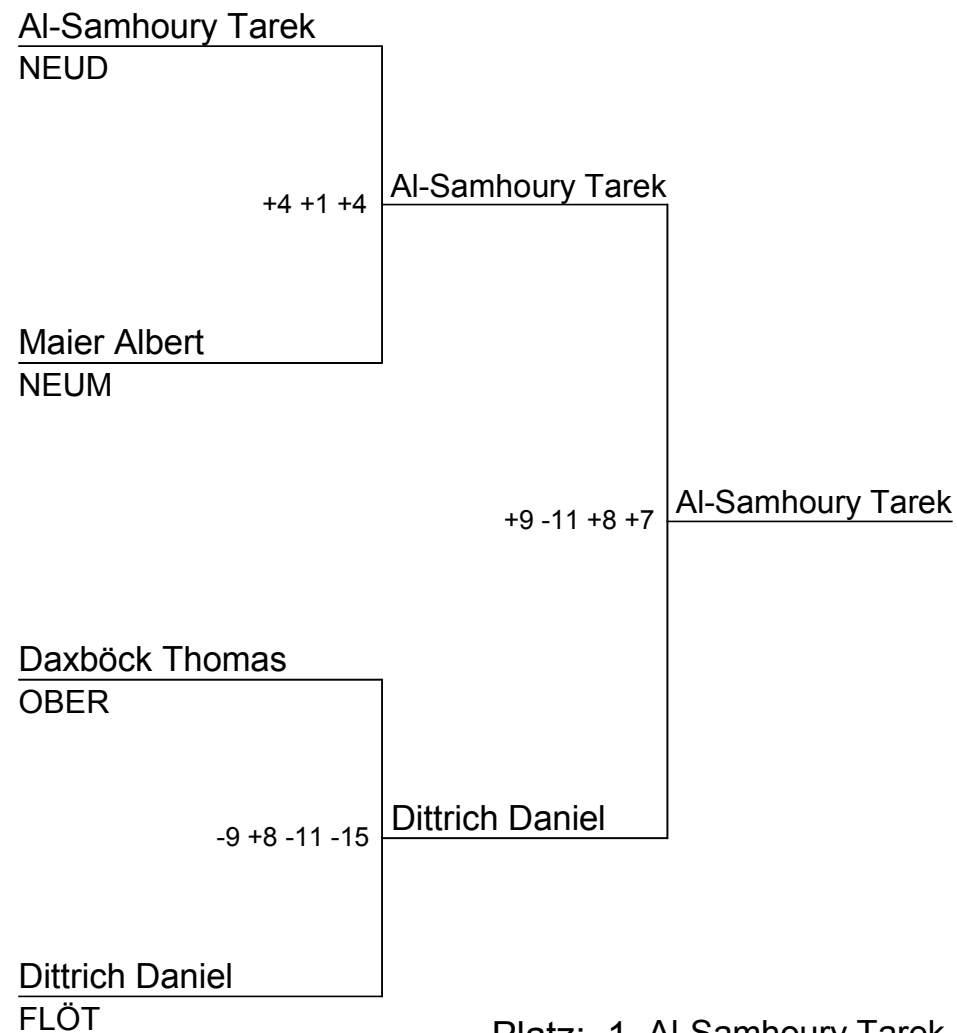 Al-Samhoury Tarek
NEUD
+4 +1 +4
Al-Samhoury Tarek
Maier Albert
NEUM
+9 -11 +8 +7
Al-Samhoury Tarek
Daxböck Thomas
OBER
-9 +8 -11 -15
Dittrich Daniel
Dittrich Daniel
FLÖT
Platz: 1. Al-Samhoury Tarek